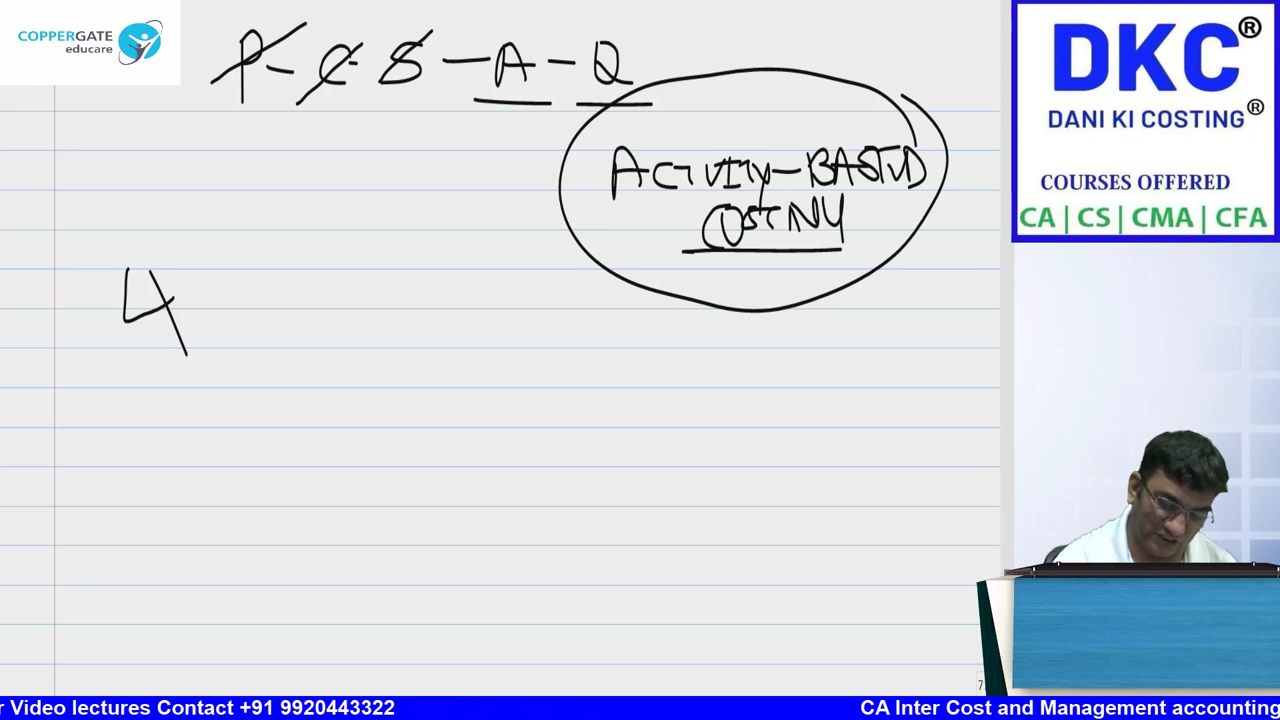 COPPERGATE
educare
P - C S - A - Q
ACTIVITY-BASED
COSTING
4
DKC®
DANI KI COSTING®
COURSES OFFERED
CA | CS | CMA | CFA
7
r Video lectures Contact +91 9920443322 CA Inter Cost and Management accounting